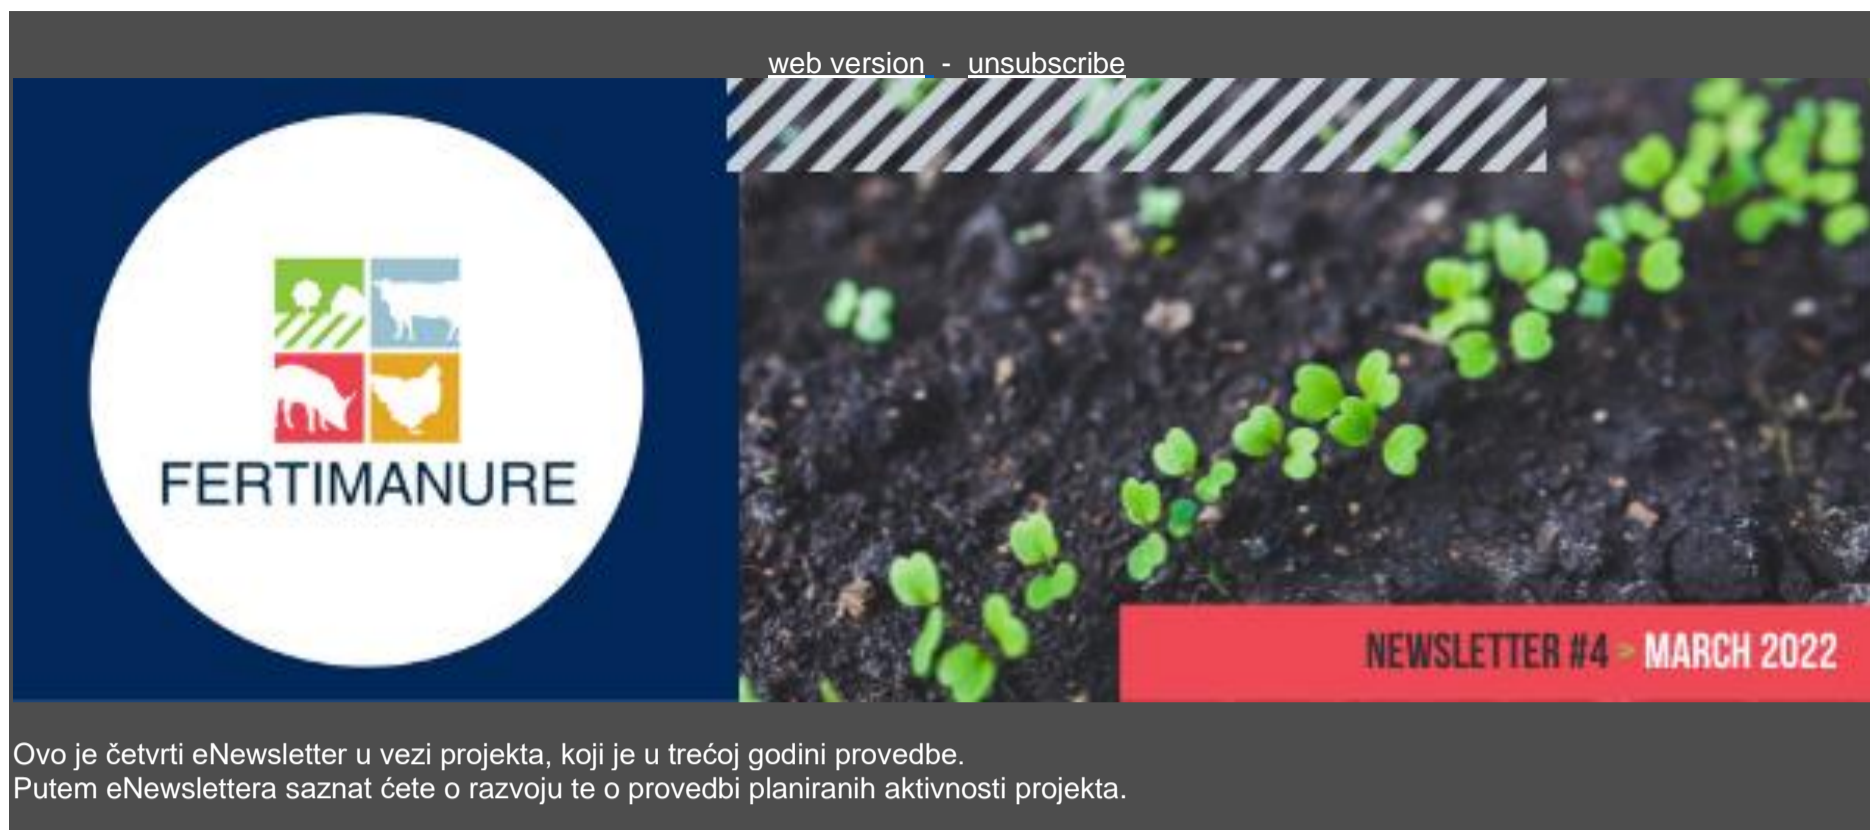 web version - unsubscribe
FERTIMANURE
NEWSLETTER #4 > MARCH 2022
Ovo je četvrti eNewsletter u vezi projekta, koji je u trećoj godini provedbe.
Putem eNewslettera saznat ćete o razvoju te o provedbi planiranih aktivnosti projekta.